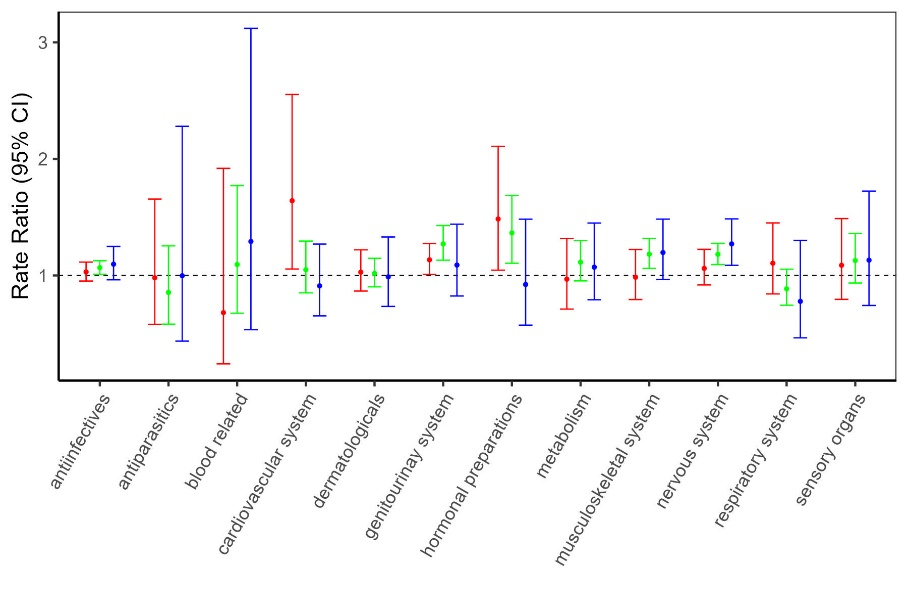 Rate Ratio (95% CI)
3
2
1
antiinfectives
antiparasitics
blood related
cardiovascular system
dermatologicals
genitourinay system
hormonal preparations
metabolism
musculoskeletal system
nervous system
respiratory system
sensory organs